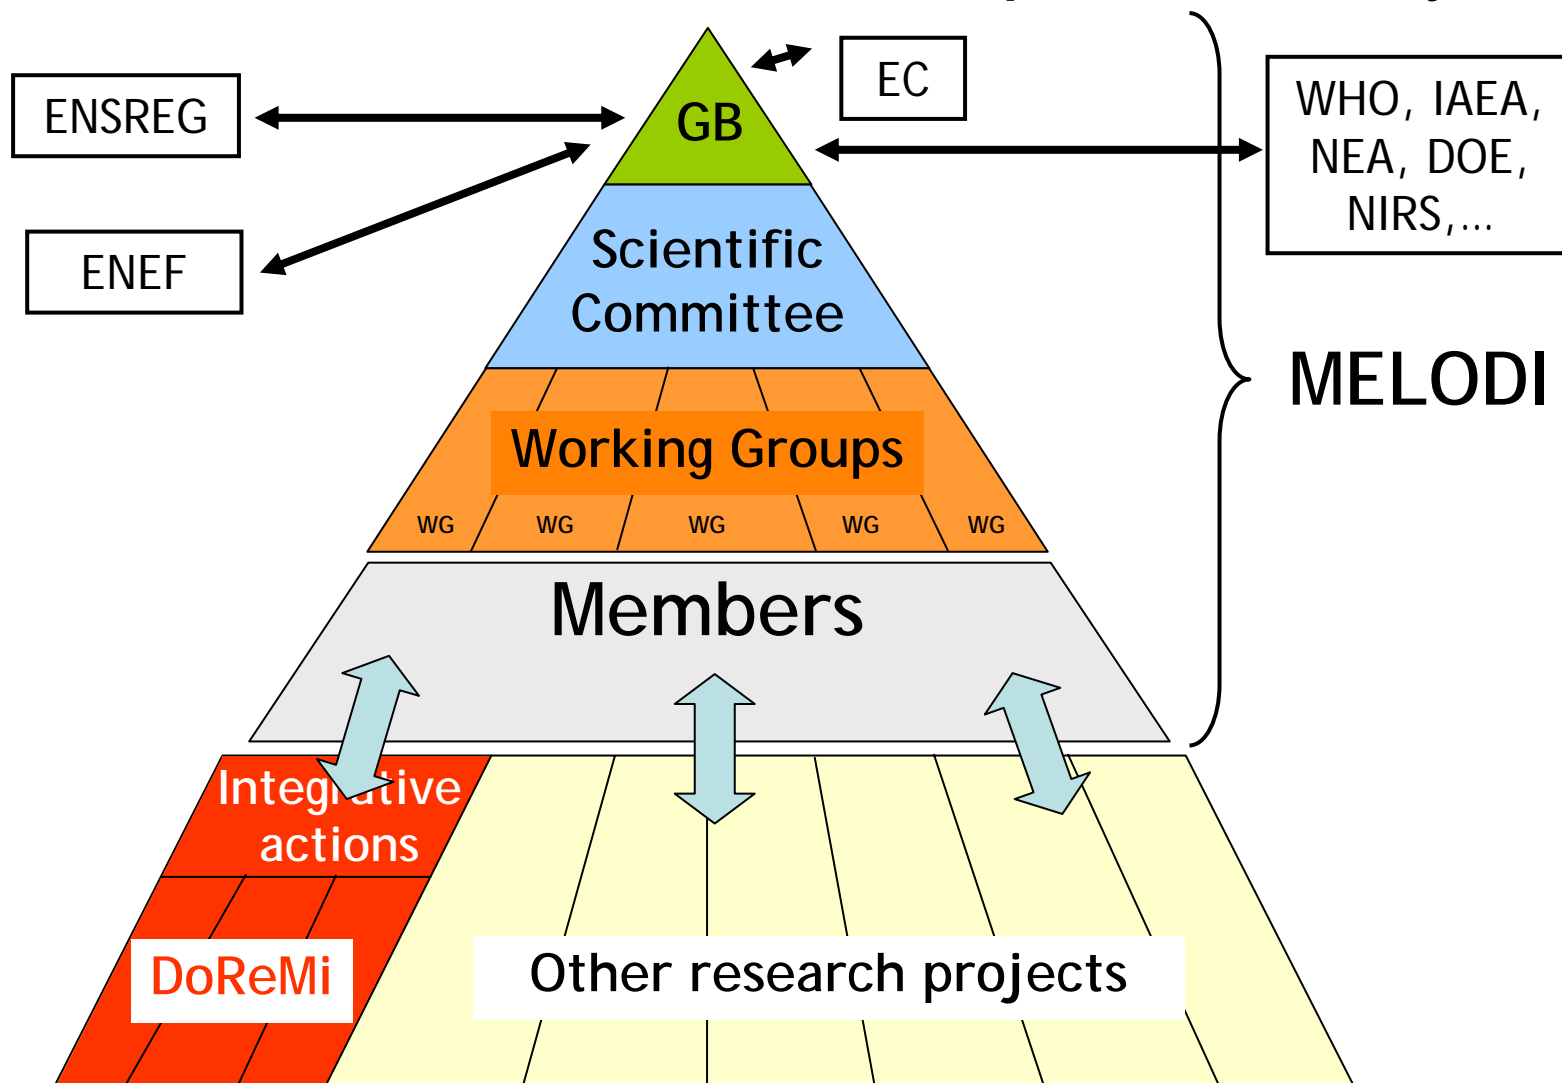 EC
ENSREG
GB
WHO, IAEA,
NEA, DOE,
NIRS,...
ENEF
Scientific
Committee
MELODI
Working Groups
WG WG WG WG WG
Members
Integrative
actions
DoReMi
Other research projects